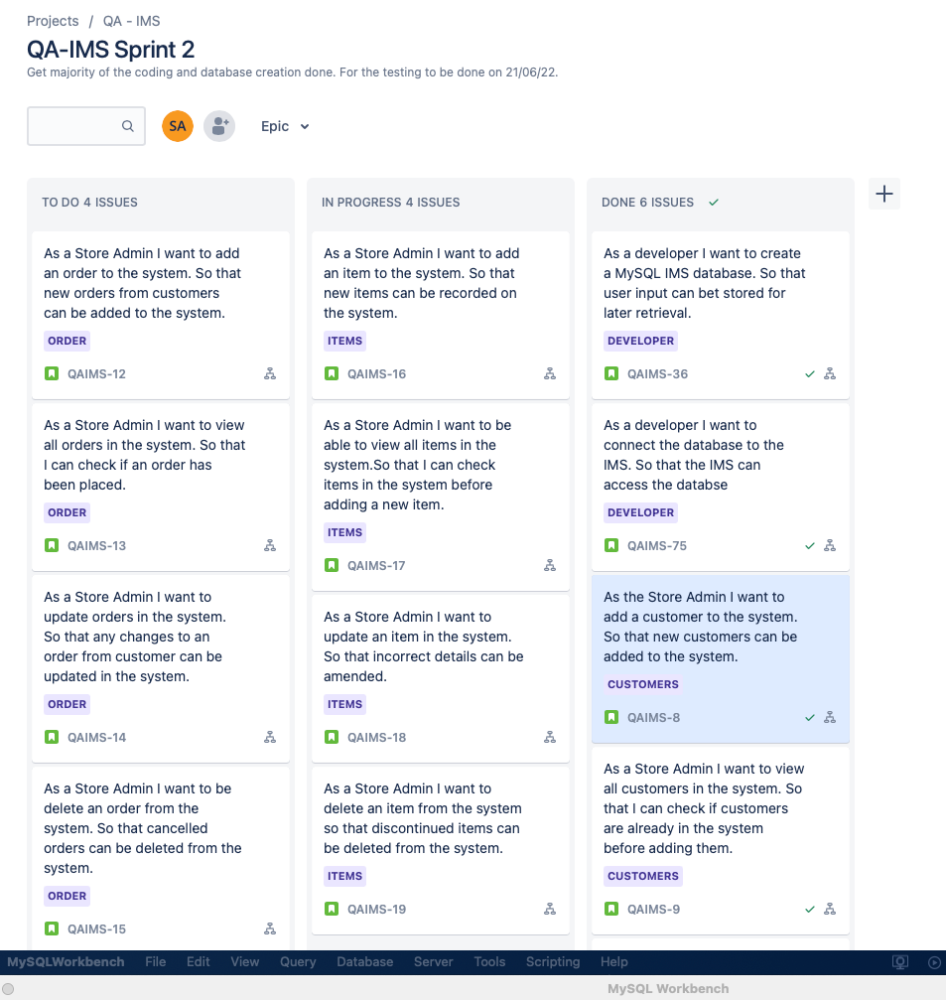 Projects / QA - IMS
QA-IMS Sprint 2
Get majority of the coding and database creation done. For the testing to be done on 21/06/22.
SA
Epic
TO DO 4 ISSUES
As a Store Admin I want to add
an order to the system. So that
new orders from customers
can be added to the system.
ORDER
QAIMS-12
As a Store Admin I want to view
all orders in the system. So that
I can check if an order has
been placed.
ORDER
QAIMS-13
As a Store Admin I want to
update orders in the system.
So that any changes to an
order from customer can be
updated in the system.
ORDER
QAIMS-14
As a Store Admin I want to be
delete an order from the
system. So that cancelled
orders can be deleted from the
system.
ORDER
QAIMS-15
IN PROGRESS 4 ISSUES
As a Store Admin I want to add
an item to the system. So that
new items can be recorded on
the system.
ITEMS
QAIMS-16
As a Store Admin I want to be
able to view all items in the
system.So that I can check
items in the system before
adding a new item.
ITEMS
QAIMS-17
As a Store Admin I want to
update an item in the system.
So that incorrect details can be
amended.
ITEMS
QAIMS-18
As a Store Admin I want to
delete an item from the system
so that discontinued items can
be deleted from the system.
ITEMS
QAIMS-19
DONE 6 ISSUES
As a developer I want to create
a MySQL IMS database. So that
user input can bet stored for
later retrieval.
DEVELOPER
QAIMS-36
As a developer I want to
connect the database to the
IMS. So that the IMS can
access the databse
DEVELOPER
QAIMS-75
As the Store Admin I want to
add a customer to the system.
So that new customers can be
added to the system.
CUSTOMERS
QAIMS-8
As a Store Admin I want to view
all customers in the system. So
that I can check if customers
are already in the system
before adding them.
CUSTOMERS
QAIMS-9
MySQLWorkbench File Edit View Query Database Server Tools Scripting Help
MySQL Workbench